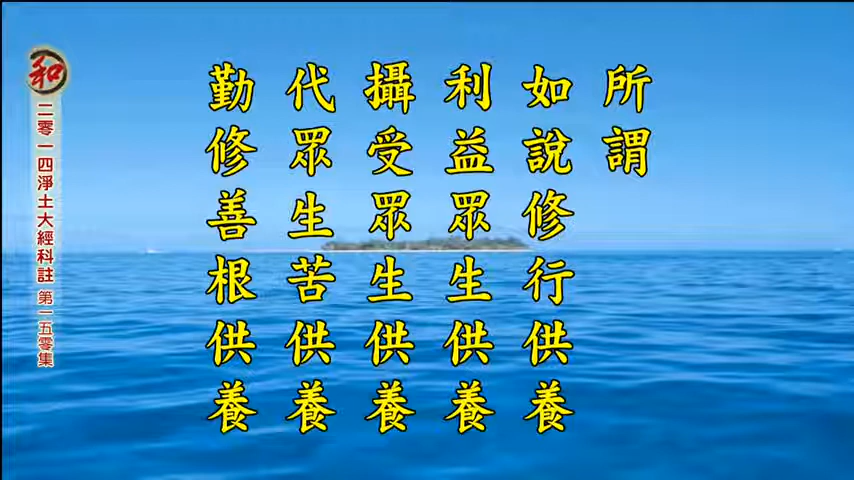 所謂
如說修行供養
利益眾生供養
攝受眾生供養
代眾生苦供養
勤修善根供養
和
二零一四淨土大經科註 第一五零集